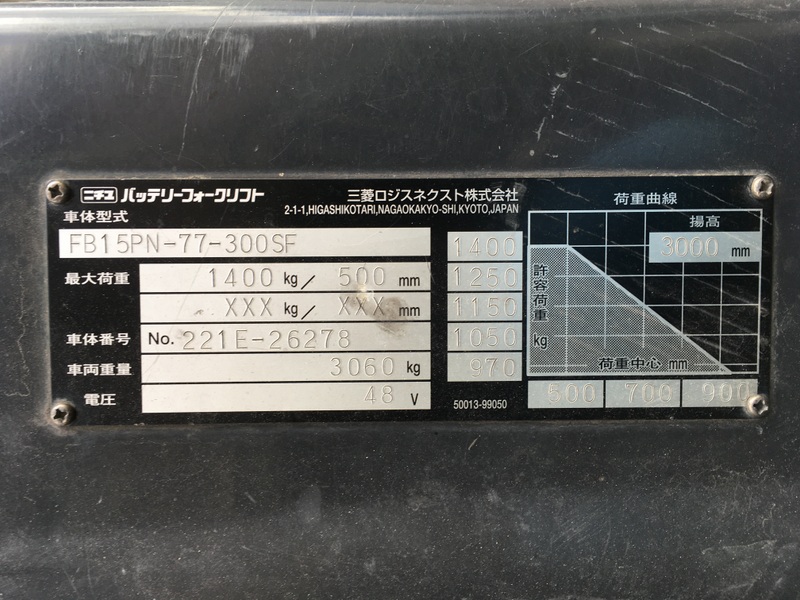 ニチユ バッテリーフォークリフト
三菱ロジスネクスト株式会社
2-1-1,HIGASHIKOTARI,NAGAOKAKYO-SHI,KYOTO,JAPAN
車体型式
FB15PN-77-300SF
最大荷重 1400 kg/ 500 mm
XXX kg/ XXX mm
車体番号 No. 221E-26278
車両重量 3060 kg
電圧 48 V
1400
1250
1150
1050
970
50013-99050
荷重曲線
揚高
3000 mm
許容荷重 kg
荷重中心 mm
500 700 900